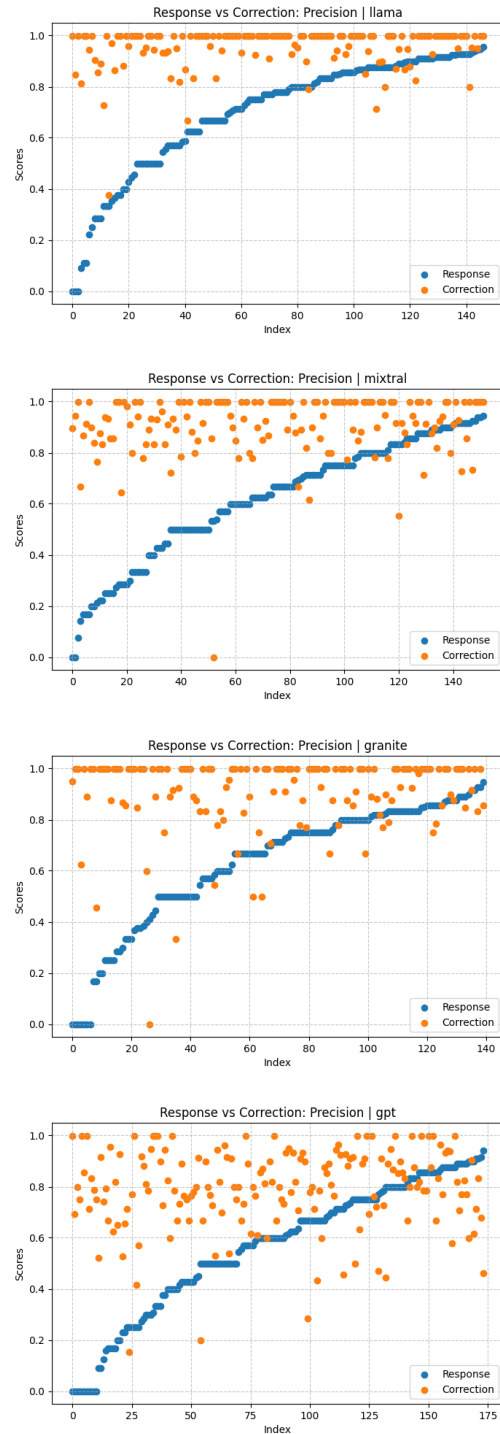 Response vs Correction: Precision | llama
1.0
0.8
0.6
0.4
0.2
0.0
Scores
Response
Correction
0 20 40 60 80 100 120 140
Index
Response vs Correction: Precision | mixtral
1.0
0.8
0.6
0.4
0.2
0.0
Scores
Response
Correction
0 20 40 60 80 100 120 140
Index
Response vs Correction: Precision | granite
1.0
0.8
0.6
0.4
0.2
0.0
Scores
Response
Correction
0 20 40 60 80 100 120 140
Index
Response vs Correction: Precision | gpt
1.0
0.8
0.6
0.4
0.2
0.0
Scores
Response
Correction
0 25 50 75 100 125 150 175
Index